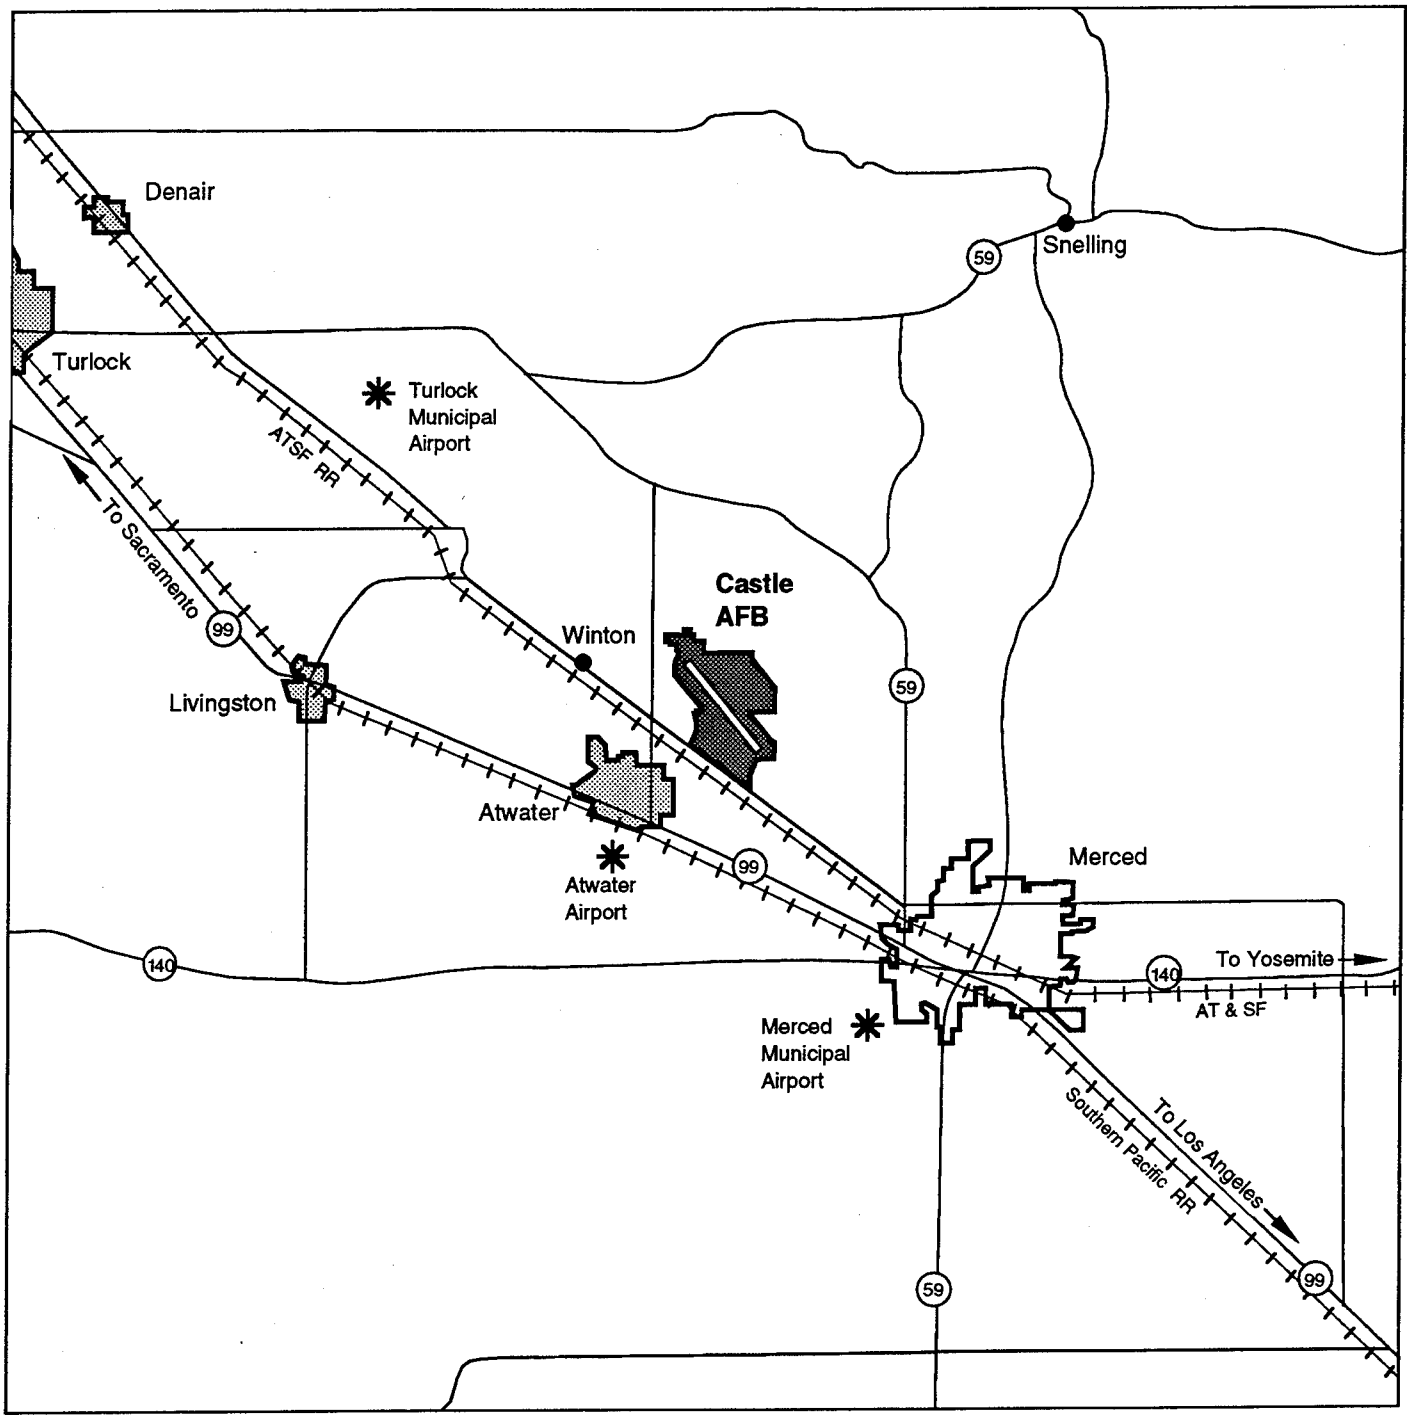 Denair
59
Snelling
Turlock
Turlock
Municipal
Airport
ATSF RR
To Sacramento
99
Castle
AFB
Winton
59
Livingston
Atwater
99
Merced
Atwater
Airport
140
140
To Yosemite
AT & SF
Merced
Municipal
Airport
To Los Angeles
Southern Pacific RR
99
59